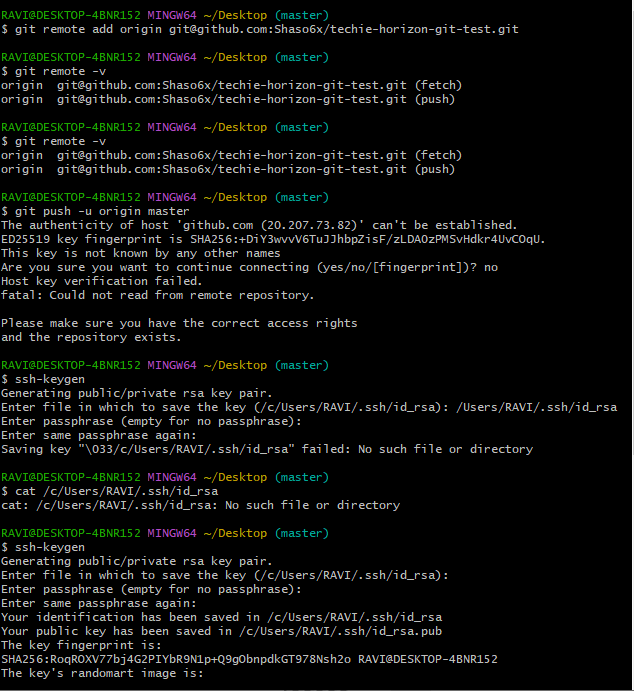 RAVI@DESKTOP-4BNR152 MINGW64 ~/Desktop (master)
$ git remote add origin git@github.com:Shaso6x/techie-horizon-git-test.git
RAVI@DESKTOP-4BNR152 MINGW64 ~/Desktop (master)
$ git remote -v
origin  git@github.com:Shaso6x/techie-horizon-git-test.git (fetch)
origin  git@github.com:Shaso6x/techie-horizon-git-test.git (push)
RAVI@DESKTOP-4BNR152 MINGW64 ~/Desktop (master)
$ git remote -v
origin  git@github.com:Shaso6x/techie-horizon-git-test.git (fetch)
origin  git@github.com:Shaso6x/techie-horizon-git-test.git (push)
RAVI@DESKTOP-4BNR152 MINGW64 ~/Desktop (master)
$ git push -u origin master
The authenticity of host 'github.com (20.207.73.82)' can't be established.
ED25519 key fingerprint is SHA256:+DiY3wvvV6TuJJhbpZisF/zLDA0zPMSvHdkr4UvCOqU.
This key is not known by any other names
Are you sure you want to continue connecting (yes/no/[fingerprint])? no
Host key verification failed.
fatal: Could not read from remote repository.
Please make sure you have the correct access rights
and the repository exists.
RAVI@DESKTOP-4BNR152 MINGW64 ~/Desktop (master)
$ ssh-keygen
Generating public/private rsa key pair.
Enter file in which to save the key (/c/Users/RAVI/.ssh/id_rsa): /Users/RAVI/.ssh/id_rsa
Enter passphrase (empty for no passphrase):
Enter same passphrase again:
Saving key "\033/c/Users/RAVI/.ssh/id_rsa" failed: No such file or directory
RAVI@DESKTOP-4BNR152 MINGW64 ~/Desktop (master)
$ cat /c/Users/RAVI/.ssh/id_rsa
cat: /c/Users/RAVI/.ssh/id_rsa: No such file or directory
RAVI@DESKTOP-4BNR152 MINGW64 ~/Desktop (master)
$ ssh-keygen
Generating public/private rsa key pair.
Enter file in which to save the key (/c/Users/RAVI/.ssh/id_rsa):
Enter passphrase (empty for no passphrase):
Enter same passphrase again:
Your identification has been saved in /c/Users/RAVI/.ssh/id_rsa
Your public key has been saved in /c/Users/RAVI/.ssh/id_rsa.pub
The key fingerprint is:
SHA256:RoqROXV77bj4G2PIYbR9N1p+Q9gObnpdkGT978Nsh2o RAVI@DESKTOP-4BNR152
The key's randomart image is: